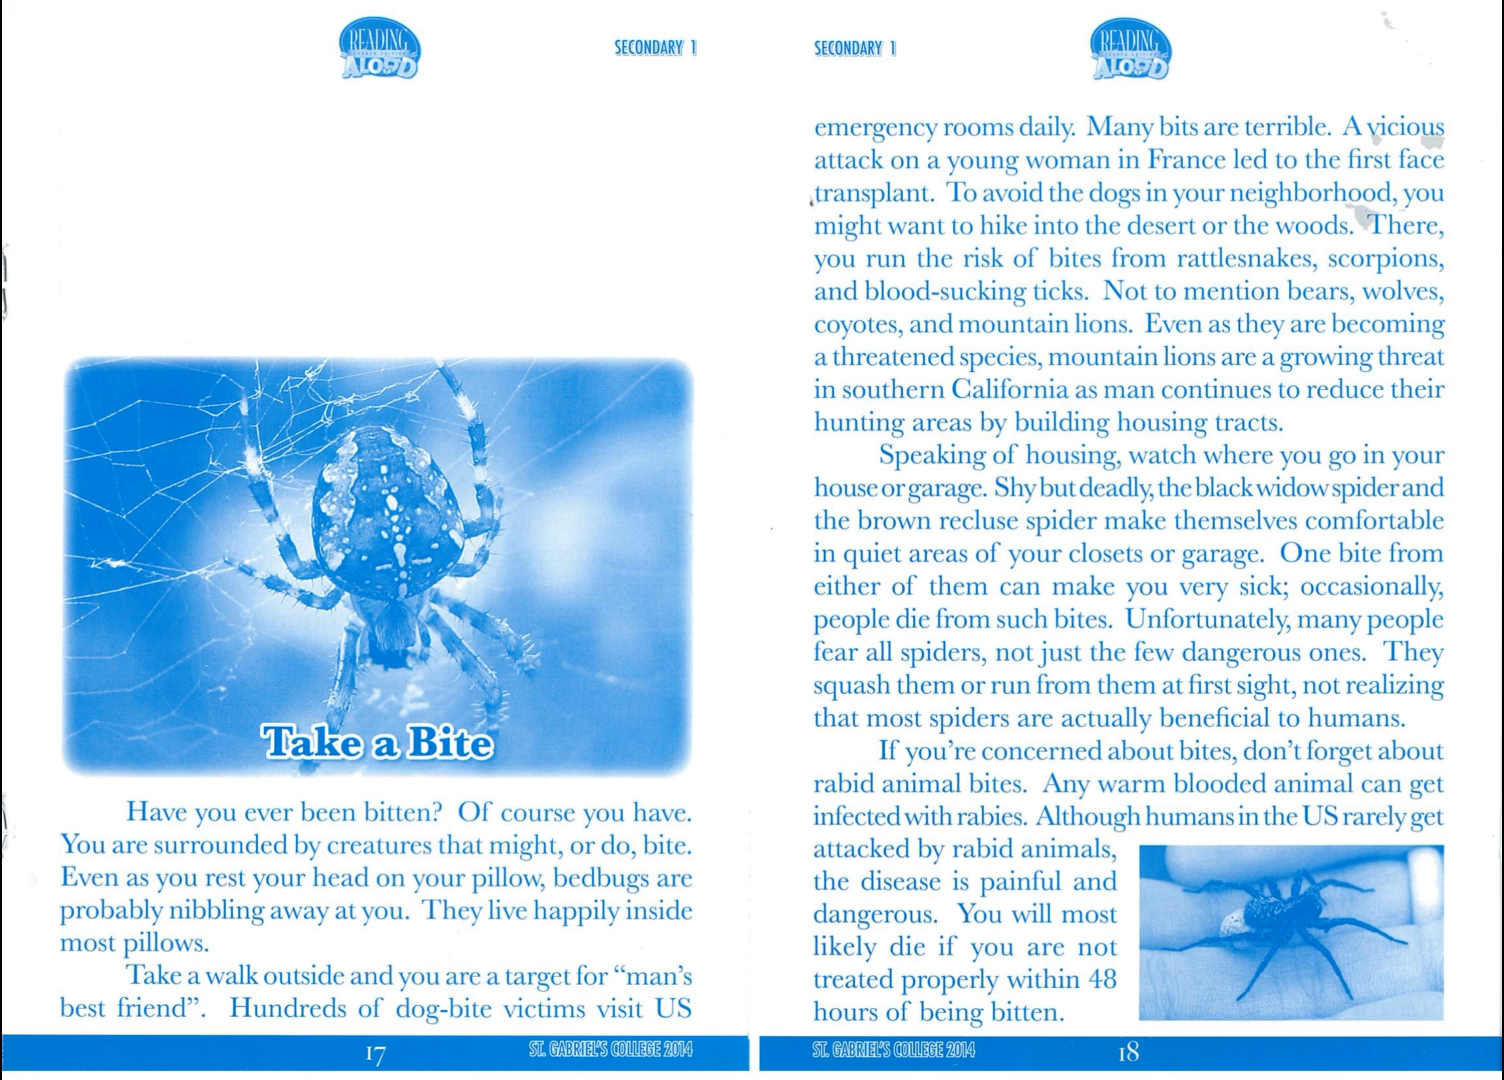 READING
ALOUD
SECONDARY 1
Take a Bite
Have you ever been bitten? Of course you have.
You are surrounded by creatures that might, or do, bite.
Even as you rest your head on your pillow, bedbugs are
probably nibbling away at you. They live happily inside
most pillows.
Take a walk outside and you are a target for “man’s
best friend”. Hundreds of dog-bite victims visit US
17
ST. GABRIEL'S COLLEGE 2014
SECONDARY 1
READING
ALOUD
emergency rooms daily. Many bits are terrible. A vicious
attack on a young woman in France led to the first face
transplant. To avoid the dogs in your neighborhood, you
might want to hike into the desert or the woods. There,
you run the risk of bites from rattlesnakes, scorpions,
and blood-sucking ticks. Not to mention bears, wolves,
coyotes, and mountain lions. Even as they are becoming
a threatened species, mountain lions are a growing threat
in southern California as man continues to reduce their
hunting areas by building housing tracts.
Speaking of housing, watch where you go in your
house or garage. Shy but deadly, the black widow spider and
the brown recluse spider make themselves comfortable
in quiet areas of your closets or garage. One bite from
either of them can make you very sick; occasionally,
people die from such bites. Unfortunately, many people
fear all spiders, not just the few dangerous ones. They
squash them or run from them at first sight, not realizing
that most spiders are actually beneficial to humans.
If you’re concerned about bites, don’t forget about
rabid animal bites. Any warm blooded animal can get
infected with rabies. Although humans in the US rarely get
attacked by rabid animals,
the disease is painful and
dangerous. You will most
likely die if you are not
treated properly within 48
hours of being bitten.
ST. GABRIEL'S COLLEGE 2014
18